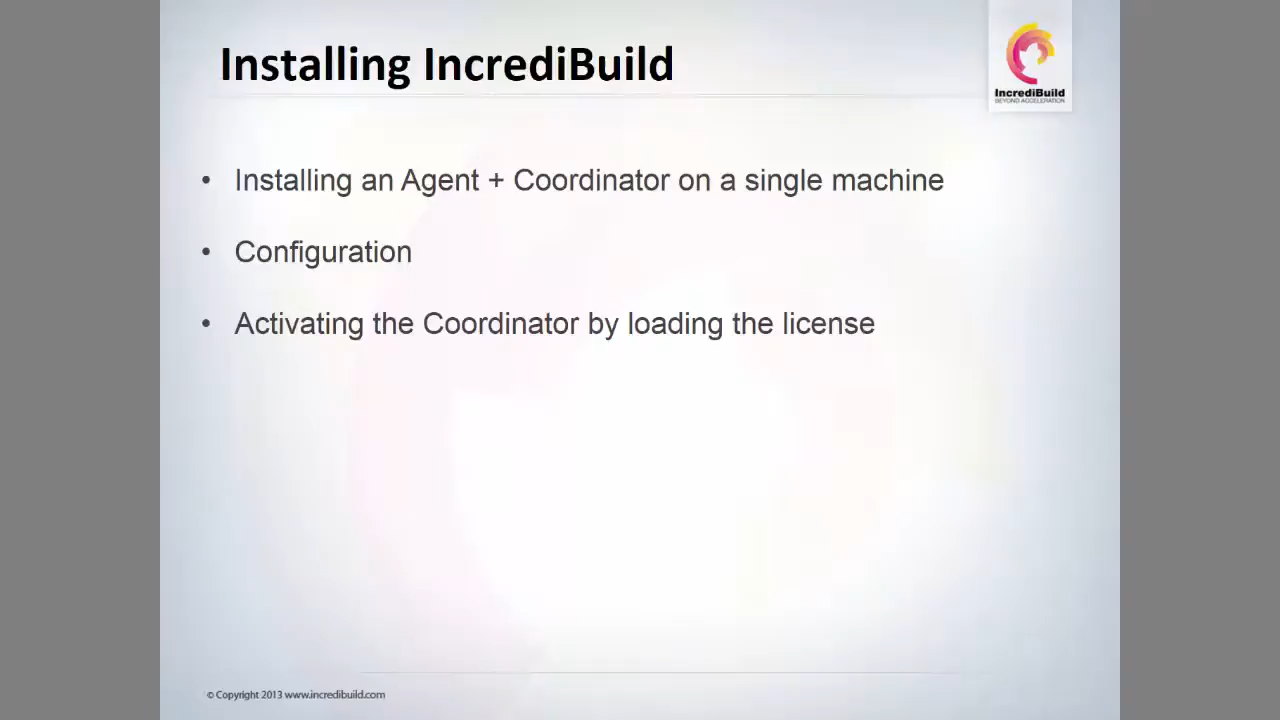 Installing IncrediBuild
IncrediBuild
BEYOND ACCELERATION
• Installing an Agent + Coordinator on a single machine
• Configuration
• Activating the Coordinator by loading the license
© Copyright 2013 www.incredibuild.com